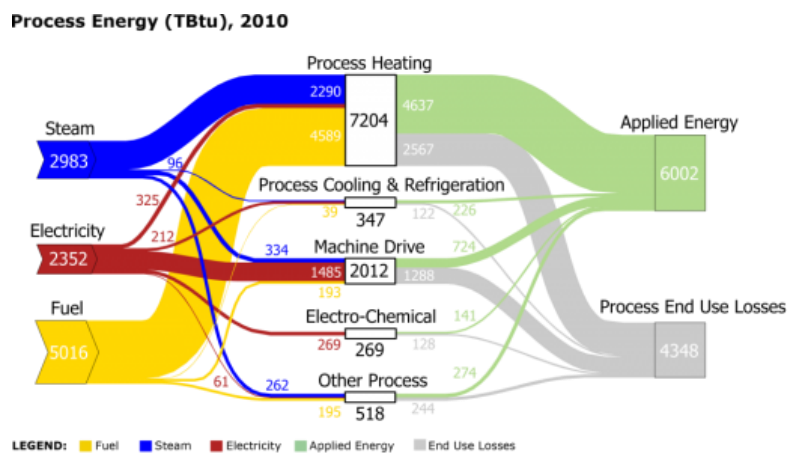 Process Energy (TBtu), 2010
Process Heating
2290
4589
7204
4637
2567
Steam
2983
96
325
Applied Energy
6002
Process Cooling & Refrigeration
39
347
122
226
Electricity
2352
212
334
Machine Drive
1485
2012
724
1288
193
Fuel
5016
Electro-Chemical
269
269
141
128
Process End Use Losses
4348
61
262
Other Process
195
518
274
244
LEGEND: Fuel Steam Electricity Applied Energy End Use Losses